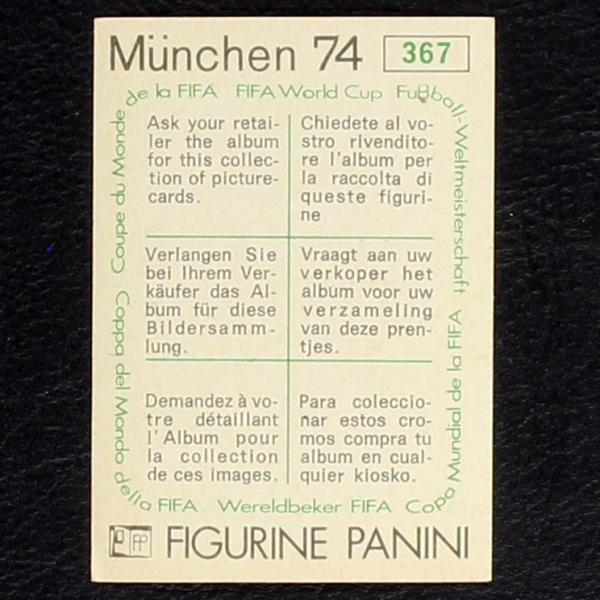 München 74 367
de la FIFA FIFA World Cup Fußball-Weltmeisterschaft
Ask your retai-
ler the album
for this collec-
tion of picture-
cards.
Chiedete al vo-
stro rivendito-
re l'album per
la raccolta di
queste figuri-
ne
Verlangen Sie
bei Ihrem Ver-
käufer das Al-
bum für diese
Bildersamm-
lung.
Vraagt aan uw
verkoper het
album voor uw
verzameling
van deze pren-
tjes.
Demandez à vo-
tre détaillant
l'Album pour
la collection
de ces images.
Para coleccio-
nar estos cro-
mos compra tu
album en cual-
quier kiosko.
Coupe du Monde
Coppa del Mondo
della FIFA Wereldbeker FIFA Copa Mundial de la FIFA
FP
FIGURINE PANINI